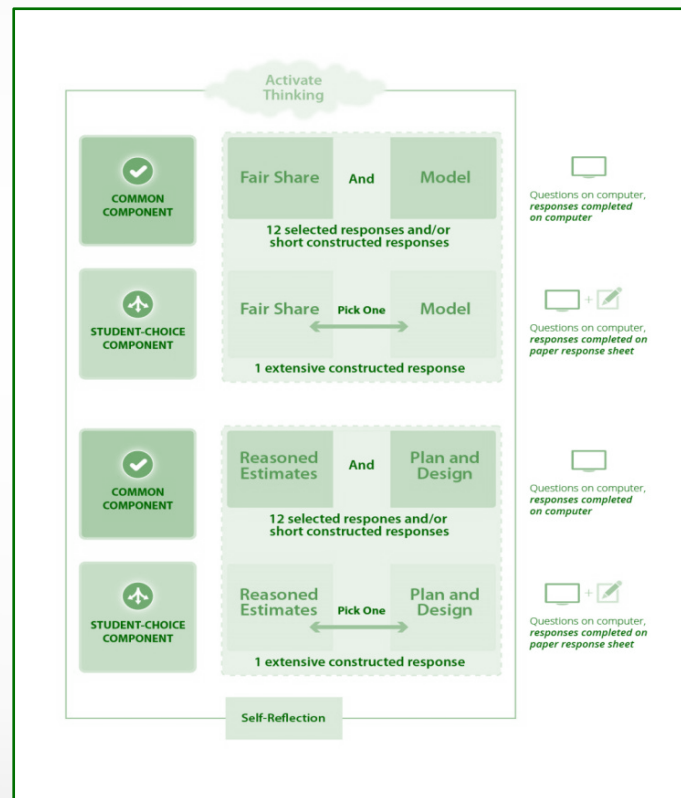 Activate
Thinking
COMMON
COMPONENT
Fair Share
And
Model
12 selected responses and/or
short constructed responses
Questions on computer,
responses completed
on computer
STUDENT-CHOICE
COMPONENT
Fair Share
Pick One
Model
1 extensive constructed response
+
Questions on computer,
responses completed on
paper response sheet
COMMON
COMPONENT
Reasoned
Estimates
And
Plan and
Design
12 selected respones and/or
short constructed responses
Questions on computer,
responses completed
on computer
STUDENT-CHOICE
COMPONENT
Reasoned
Estimates
Pick One
Plan and
Design
1 extensive constructed response
+
Questions on computer,
responses completed on
paper response sheet
Self-Reflection